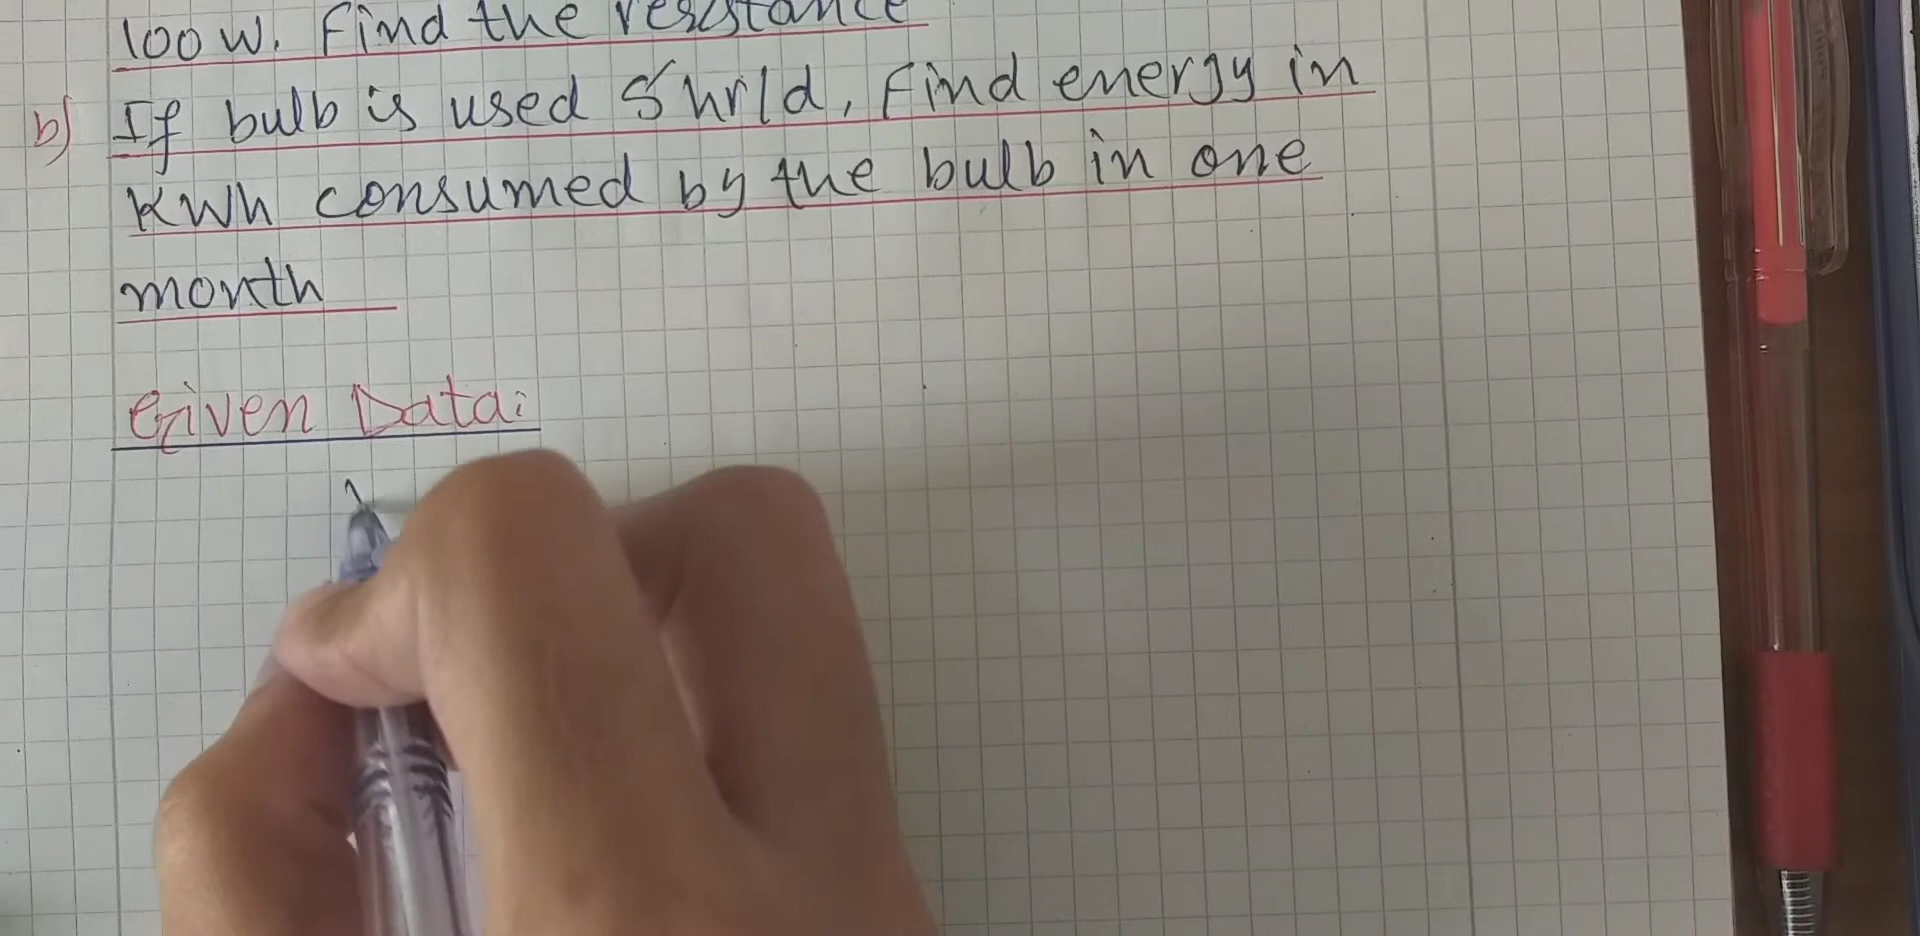 100 W. Find the resistance
b) If bulb is used 5 hr/d, Find energy in
KWh consumed by the bulb in one
month
Given Data: